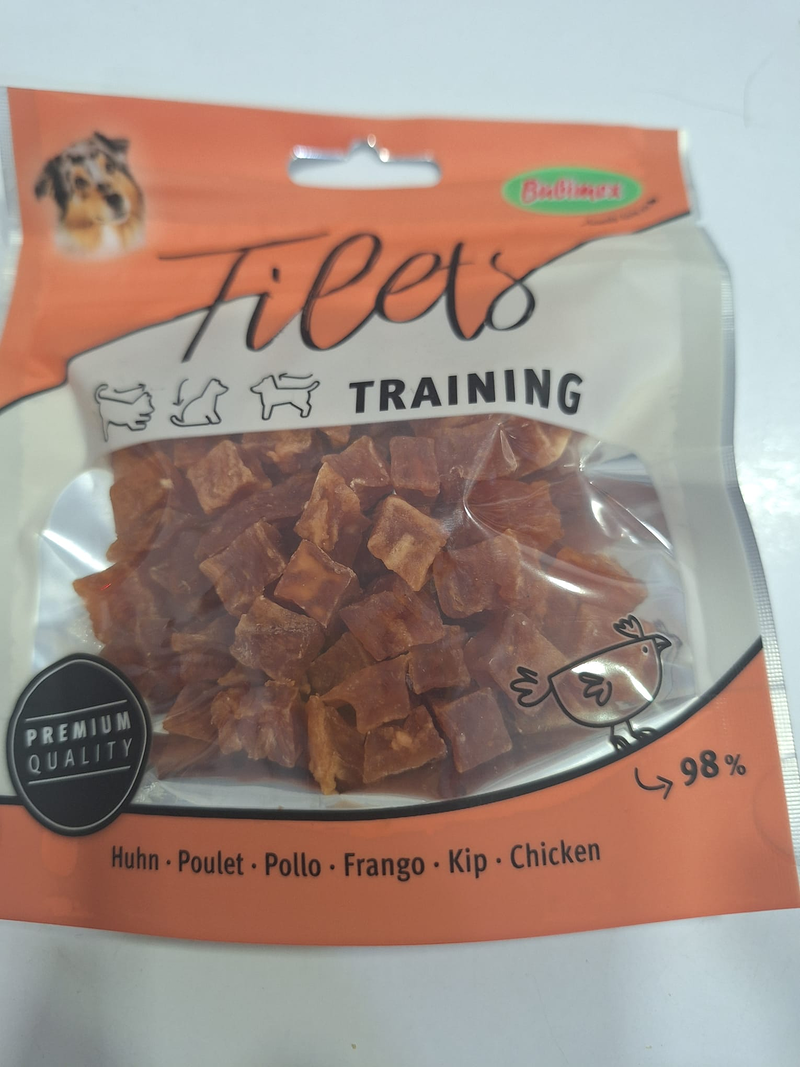 Bubimex
Filets
TRAINING
PREMIUM
QUALITY
98%
Huhn · Poulet · Pollo · Frango · Kip · Chicken